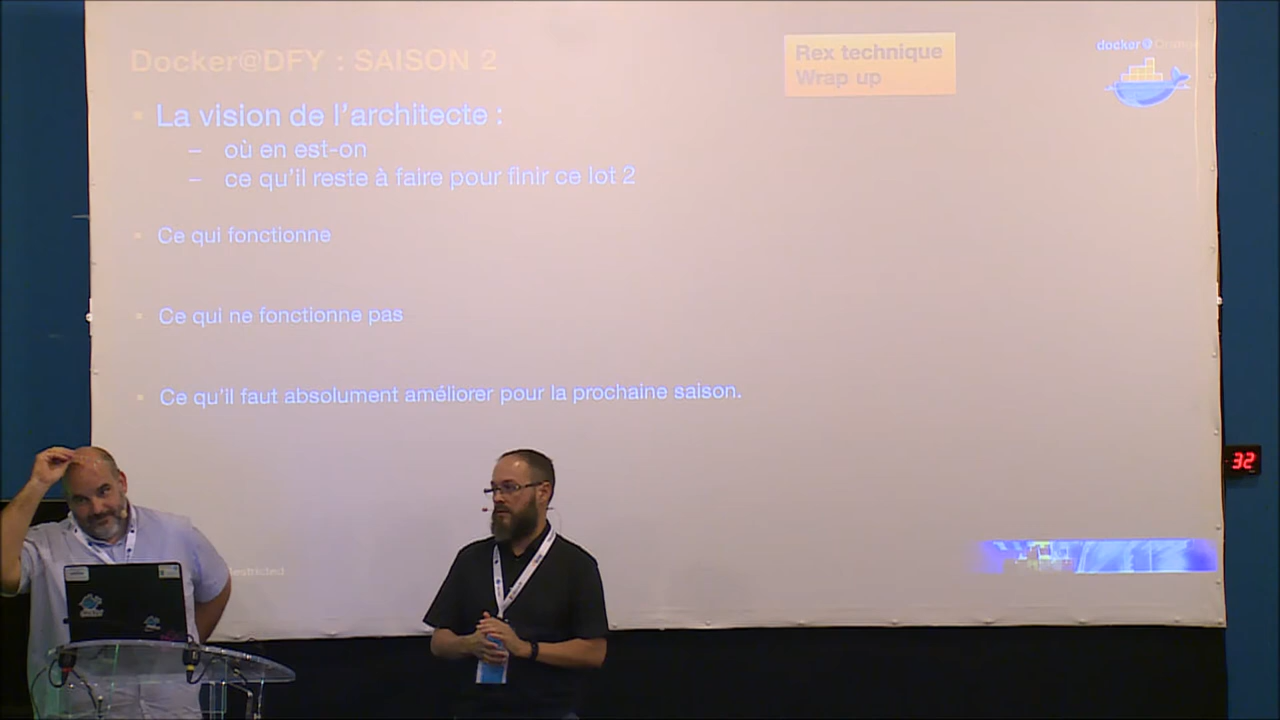 Docker@DFY : SAISON 2
Rex technique
Wrap up
docker@Orange
La vision de l'architecte :
– où en est-on
– ce qu'il reste à faire pour finir ce lot 2
Ce qui fonctionne
Ce qui ne fonctionne pas
Ce qu'il faut absolument améliorer pour la prochaine saison.
32